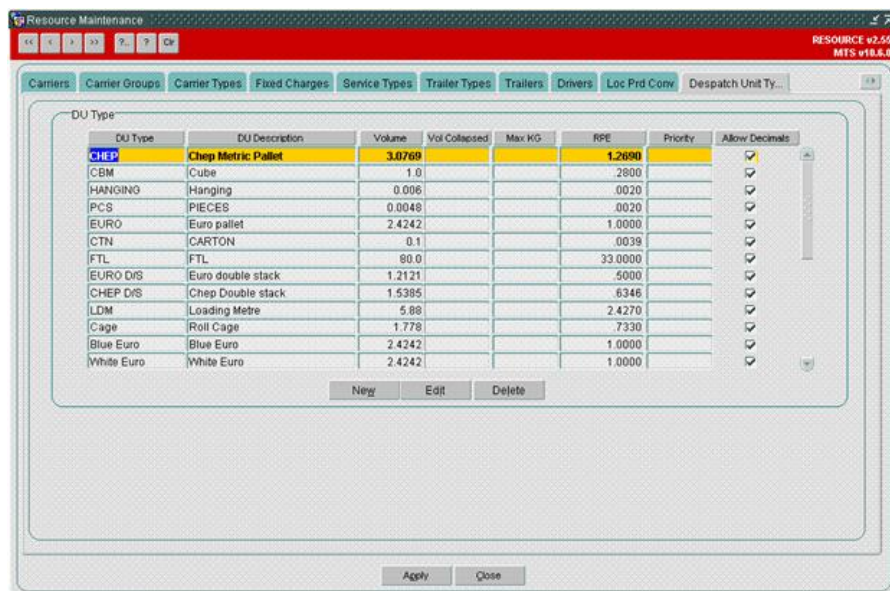 Resource Maintenance
<< < > >> ?.. ? Clr
RESOURCE v2.55
MTS v10.6.0
Carriers Carrier Groups Carrier Types Fixed Charges Service Types Trailer Types Trailers Drivers Loc Prd Conv Despatch Unit Ty...
DU Type
DU Type DU Description Volume Vol Collapsed Max KG RPE Priority Allow Decimals
CHEP Chep Metric Pallet 3.0769 1.2690
CBM Cube 1.0 .2800
HANGING Hanging 0.006 .0020
PCS PIECES 0.0048 .0020
EURO Euro pallet 2.4242 1.0000
CTN CARTON 0.1 .0039
FTL FTL 80.0 33.0000
EURO D/S Euro double stack 1.2121 .5000
CHEP D/S Chep Double stack 1.5385 .6346
LDM Loading Metre 5.88 2.4270
Cage Roll Cage 1.778 .7330
Blue Euro Blue Euro 2.4242 1.0000
White Euro White Euro 2.4242 1.0000
New Edit Delete
Apply Close